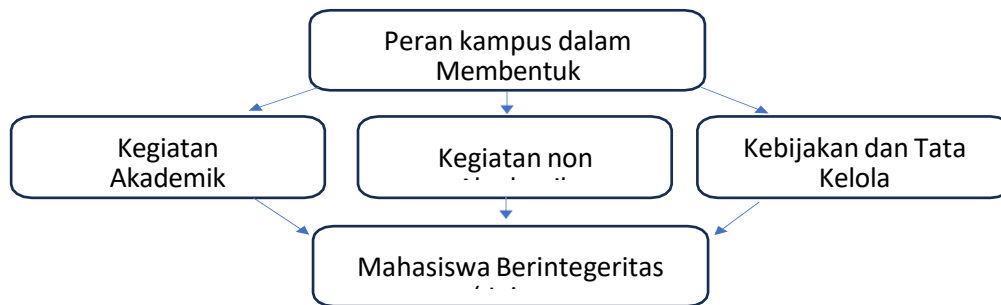 Peran kampus dalam
Membentuk
Kegiatan
Akademik
Kegiatan non
Kebijakan dan Tata
Kelola
Mahasiswa Berintegeritas